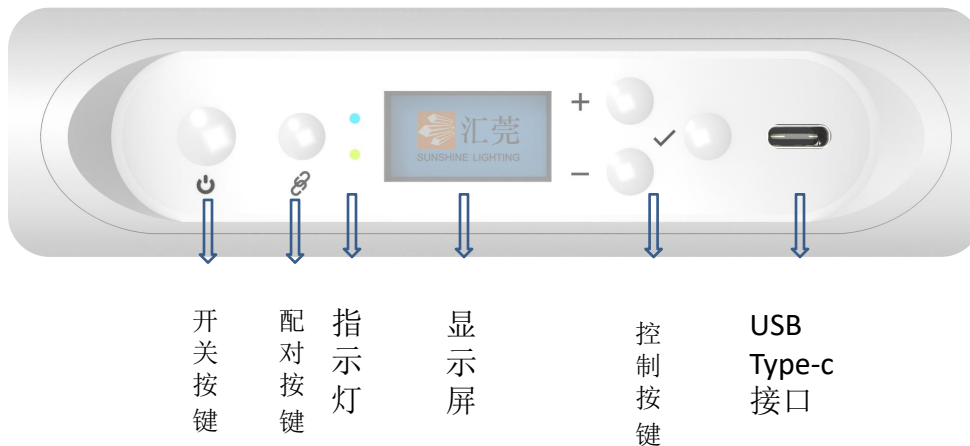 汇莞
SUNSHINE LIGHTING
开关按键
配对按键
指示灯
显示屏
控制按键
USB
Type-c
接口